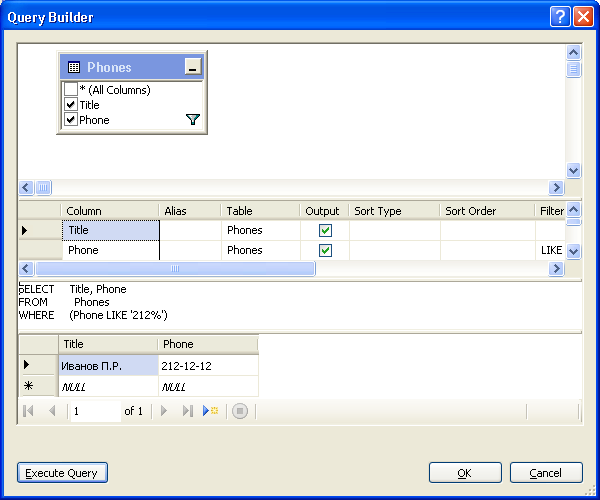 Query Builder
Phones
* (All Columns)
Title
Phone
Column Alias Table Output Sort Type Sort Order Filter
Title Phones
Phone Phones LIKE
SELECT Title, Phone
FROM Phones
WHERE (Phone LIKE '212%')
Title Phone
Иванов П.Р. 212-12-12
NULL NULL
1 of 1
Execute Query OK Cancel